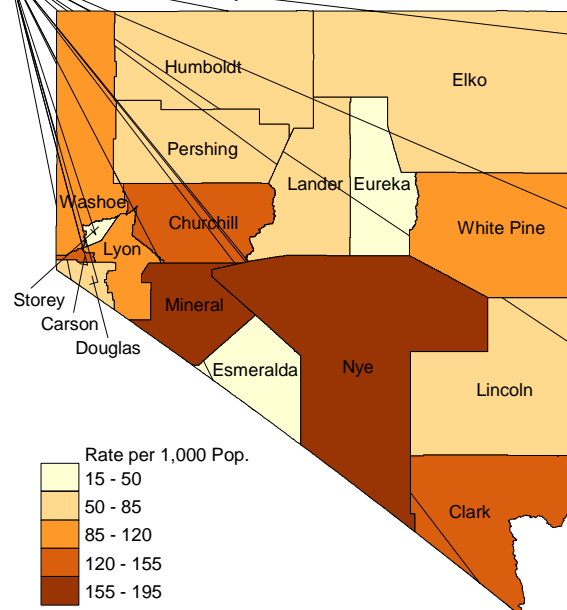 Humboldt
Elko
Pershing
Lander
Eureka
Washoe
Churchill
White Pine
Lyon
Storey
Carson
Douglas
Mineral
Esmeralda
Nye
Lincoln
Clark
Rate per 1,000 Pop.
15 - 50
50 - 85
85 - 120
120 - 155
155 - 195